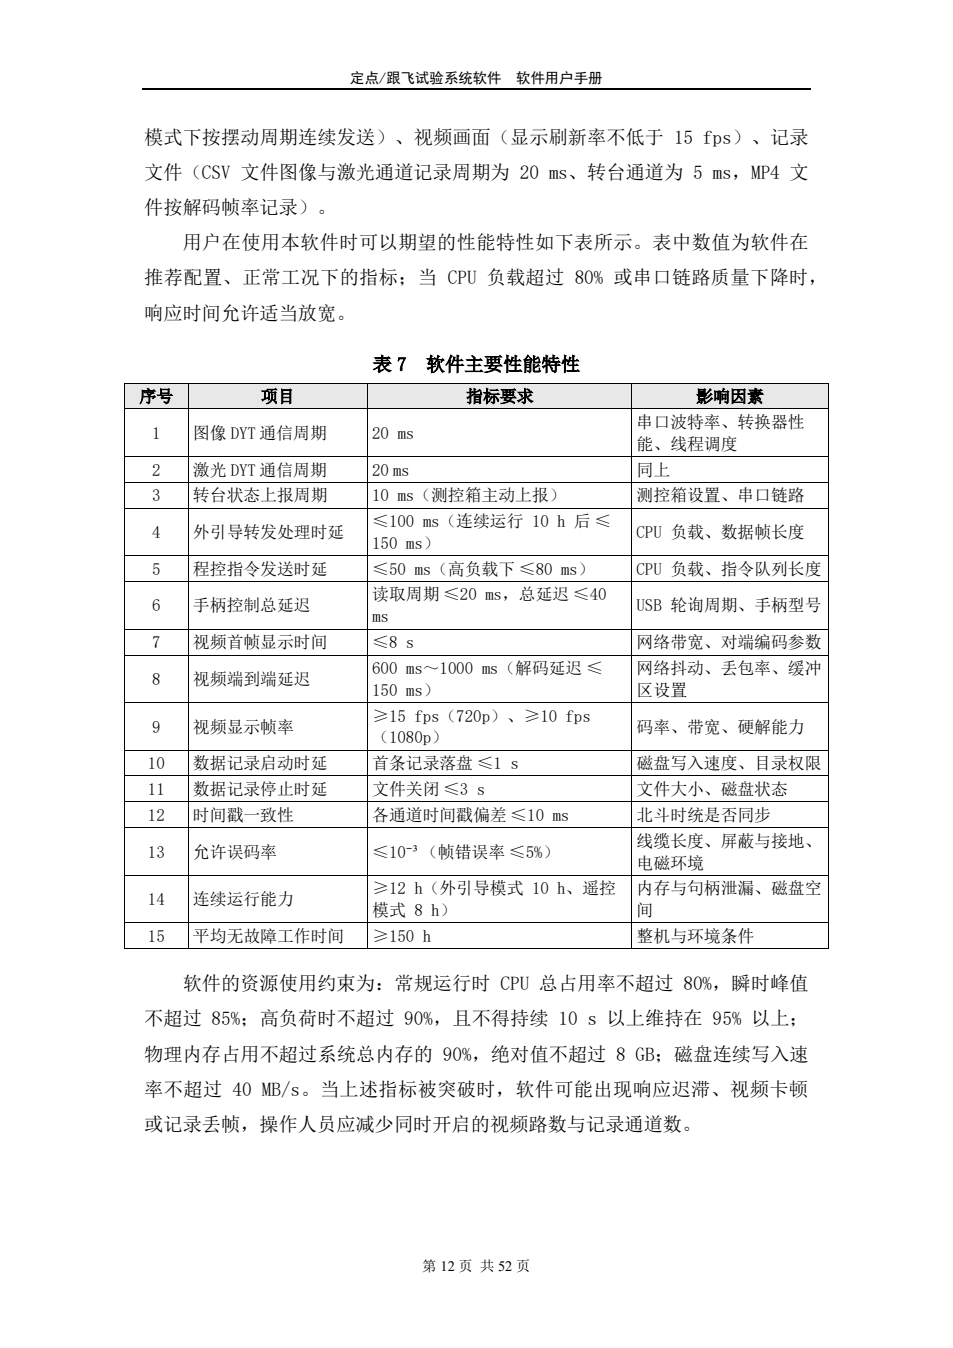 定点/跟飞试验系统软件　软件用户手册
模式下按摆动周期连续发送）、视频画面（显示刷新率不低于 15 fps）、记录
文件（CSV 文件图像与激光通道记录周期为 20 ms、转台通道为 5 ms，MP4 文
件按解码帧率记录）。
用户在使用本软件时可以期望的性能特性如下表所示。表中数值为软件在
推荐配置、正常工况下的指标；当 CPU 负载超过 80% 或串口链路质量下降时，
响应时间允许适当放宽。
表 7　软件主要性能特性
序号 项目 指标要求 影响因素
1 图像 DYT 通信周期 20 ms 串口波特率、转换器性
能、线程调度
2 激光 DYT 通信周期 20 ms 同上
3 转台状态上报周期 10 ms（测控箱主动上报） 测控箱设置、串口链路
4 外引导转发处理时延 ≤100 ms（连续运行 10 h 后 ≤
150 ms） CPU 负载、数据帧长度
5 程控指令发送时延 ≤50 ms（高负载下 ≤80 ms） CPU 负载、指令队列长度
6 手柄控制总延迟 读取周期 ≤20 ms，总延迟 ≤40
ms USB 轮询周期、手柄型号
7 视频首帧显示时间 ≤8 s 网络带宽、对端编码参数
8 视频端到端延迟 600 ms～1000 ms（解码延迟 ≤
150 ms） 网络抖动、丢包率、缓冲
区设置
9 视频显示帧率 ≥15 fps（720p）、≥10 fps
（1080p） 码率、带宽、硬解能力
10 数据记录启动时延 首条记录落盘 ≤1 s 磁盘写入速度、目录权限
11 数据记录停止时延 文件关闭 ≤3 s 文件大小、磁盘状态
12 时间戳一致性 各通道时间戳偏差 ≤10 ms 北斗时统是否同步
13 允许误码率 ≤10⁻³（帧错误率 ≤5%） 线缆长度、屏蔽与接地、
电磁环境
14 连续运行能力 ≥12 h（外引导模式 10 h、遥控
模式 8 h） 内存与句柄泄漏、磁盘空
间
15 平均无故障工作时间 ≥150 h 整机与环境条件
软件的资源使用约束为：常规运行时 CPU 总占用率不超过 80%，瞬时峰值
不超过 85%；高负荷时不超过 90%，且不得持续 10 s 以上维持在 95% 以上；
物理内存占用不超过系统总内存的 90%，绝对值不超过 8 GB；磁盘连续写入速
率不超过 40 MB/s。当上述指标被突破时，软件可能出现响应迟滞、视频卡顿
或记录丢帧，操作人员应减少同时开启的视频路数与记录通道数。
第 12 页 共 52 页